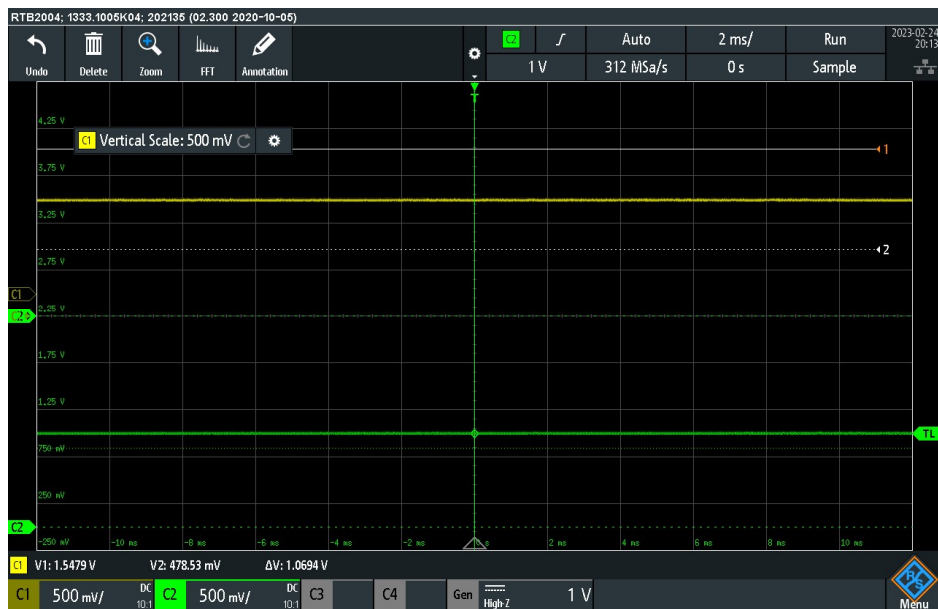 RTB2004; 1333.1005K04; 202135 (02.300 2020-10-05)
Undo
Delete
Zoom
FFT
Annotation
C2
Auto
2 ms/
Run
1 V
312 MSa/s
0 s
Sample
2023-02-24
20:13
T
4.25 V
C1 Vertical Scale: 500 mV
1
3.75 V
3.25 V
2
2.75 V
C1
2.25 V
C2
1.75 V
1.25 V
TL
750 mV
250 mV
C2
-250 mV
-10 ms
-8 ms
-6 ms
-4 ms
-2 ms
0 s
2 ms
4 ms
6 ms
8 ms
10 ms
C1 V1: 1.5479 V V2: 478.53 mV ΔV: 1.0694 V
C1 500 mV/ DC 10:1
C2 500 mV/ DC 10:1
C3
C4
Gen High-Z 1 V
R&S
Menu